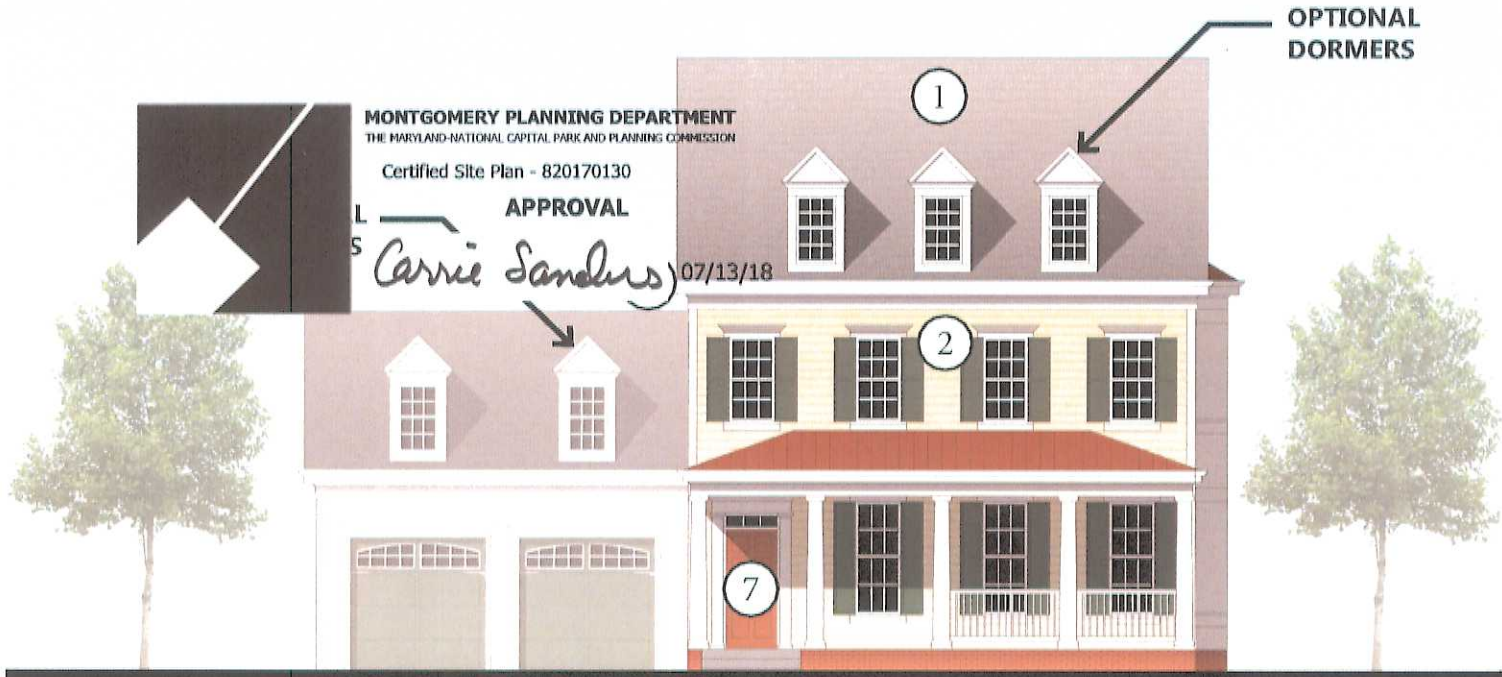 OPTIONAL
DORMERS
MONTGOMERY PLANNING DEPARTMENT
THE MARYLAND-NATIONAL CAPITAL PARK AND PLANNING COMMISSION
Certified Site Plan - 820170130
APPROVAL
L
S
Carrie Sanders 07/13/18
1
2
7